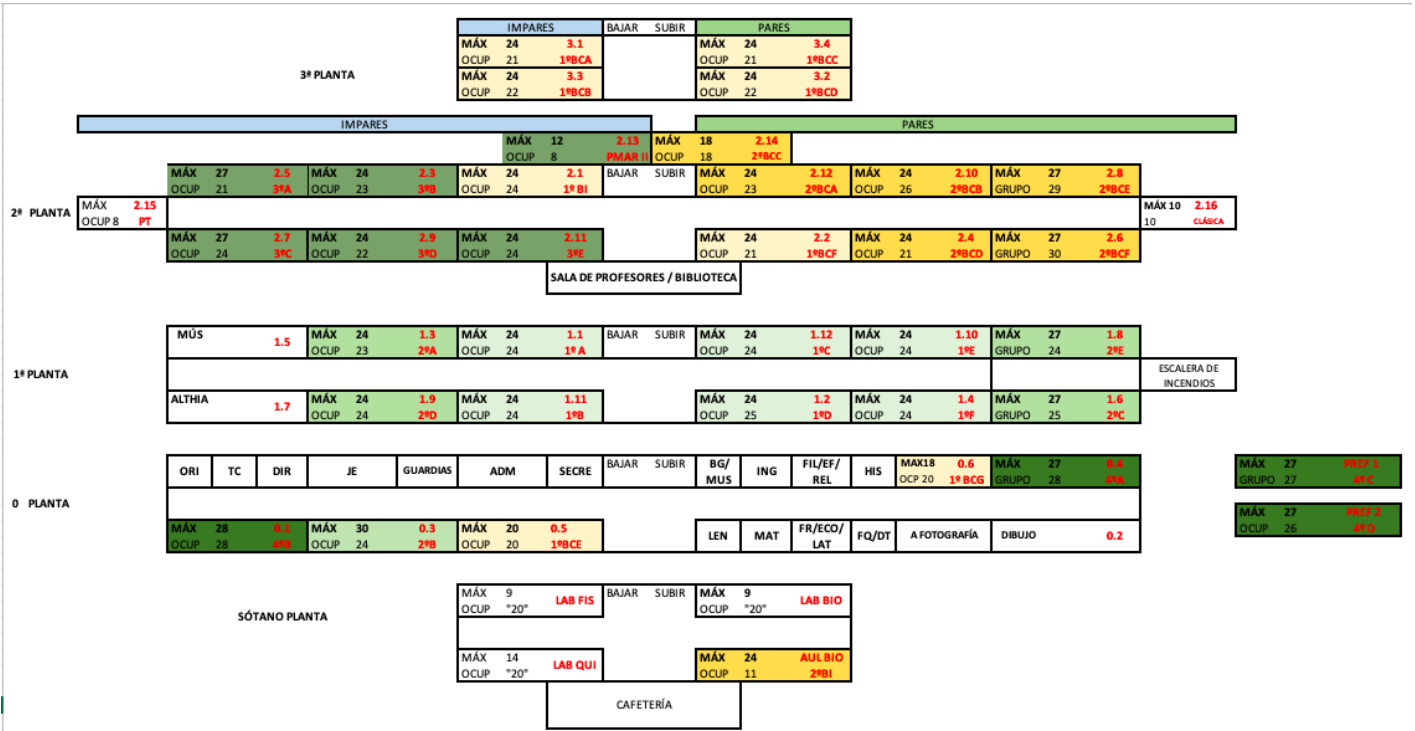 IMPARES BAJAR SUBIR PARES
MÁX 24 3.1 MÁX 24 3.4
OCUP 21 1ºBCA OCUP 21 1ºBCC
3ª PLANTA
MÁX 24 3.3 MÁX 24 3.2
OCUP 22 1ºBCB OCUP 22 1ºBCD
IMPARES PARES
MÁX 12 2.13 MÁX 18 2.14
OCUP 8 PMAR II OCUP 18 2ºBCC
MÁX 27 2.5 MÁX 24 2.3 MÁX 24 2.1 BAJAR SUBIR MÁX 24 2.12 MÁX 24 2.10 MÁX 27 2.8
OCUP 21 3ºA OCUP 23 3ºB OCUP 24 1º BI OCUP 23 2ºBCA OCUP 26 2ºBCB GRUPO 29 2ºBCE
2ª PLANTA
MÁX 2.15 MÁX 10 2.16
OCUP 8 PT 10 CLÁSICA
MÁX 27 2.7 MÁX 24 2.9 MÁX 24 2.11 MÁX 24 2.2 MÁX 24 2.4 MÁX 27 2.6
OCUP 24 3ºC OCUP 22 3ºD OCUP 24 3ºE OCUP 21 1ºBCF OCUP 21 2ºBCD GRUPO 30 2ºBCF
SALA DE PROFESORES / BIBLIOTECA
MÚS 1.5 MÁX 24 1.3 MÁX 24 1.1 BAJAR SUBIR MÁX 24 1.12 MÁX 24 1.10 MÁX 27 1.8
OCUP 23 2ºA OCUP 24 1º A OCUP 24 1ºC OCUP 24 1ºE GRUPO 24 2ºE
1ª PLANTA
ESCALERA DE
INCENDIOS
ALTHIA 1.7 MÁX 24 1.9 MÁX 24 1.11 MÁX 24 1.2 MÁX 24 1.4 MÁX 27 1.6
OCUP 24 2ºD OCUP 24 1ºB OCUP 25 1ºD OCUP 24 1ºF GRUPO 25 2ºC
ORI TC DIR JE GUARDIAS ADM SECRE BAJAR SUBIR BG/ MUS ING FIL/EF/ REL HIS MAX18 0.6 MÁX 27 0.4 MÁX 27 PREF 1
OCP 20 1º BCG GRUPO 28 4ºA GRUPO 27 4º C
0 PLANTA
MÁX 27 PREF 2
OCUP 26 4º D
MÁX 28 0.1 MÁX 30 0.3 MÁX 20 0.5 LEN MAT FR/ECO/ LAT FQ/DT A FOTOGRAFÍA DIBUJO 0.2
OCUP 28 4ºB OCUP 24 2ºB OCUP 20 1ºBCE
MÁX 9 LAB FIS BAJAR SUBIR MÁX 9 LAB BIO
OCUP "20" OCUP "20"
SÓTANO PLANTA
MÁX 14 LAB QUI MÁX 24 AUL BIO
OCUP "20" OCUP 11 2ºBI
CAFETERÍA